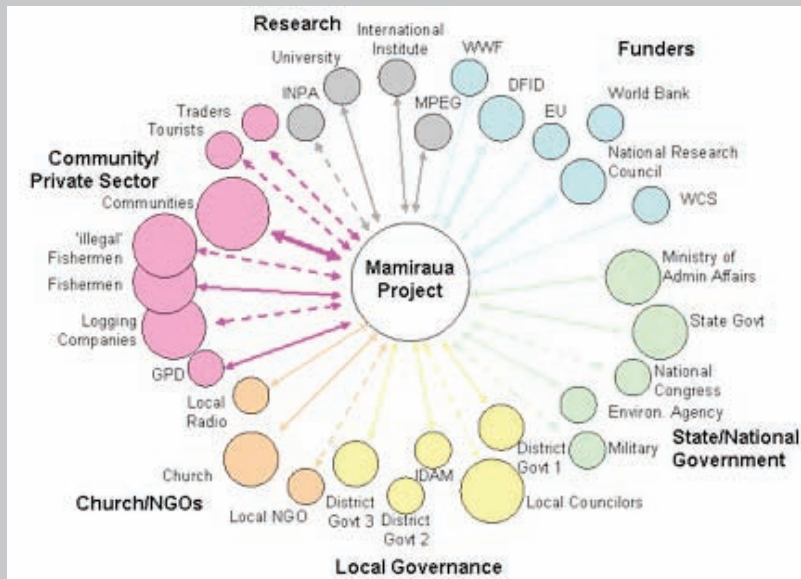 Research
International
Institute
University
INPA
MPEG
WWF
DFID
EU
Funders
World Bank
National Research
Council
WCS
Traders
Tourists
Community/
Private Sector
Communities
'illegal'
Fishermen
Fishermen
Logging
Companies
GPD
Mamiraua
Project
Ministry of
Admin Affairs
State Govt
National
Congress
Environ. Agency
Military
State/National
Government
Local
Radio
Church
Local NGO
Church/NGOs
District
Govt 3
IDAM
District
Govt 2
District
Govt 1
Local Councilors
Local Governance